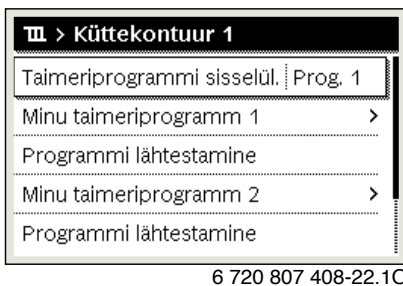 > Küttekontuur 1
Taimeriprogrammi sisselül. Prog. 1
Minu taimeriprogramm 1 >
Programmi lähtestamine
Minu taimeriprogramm 2 >
Programmi lähtestamine
6 720 807 408-22.1O